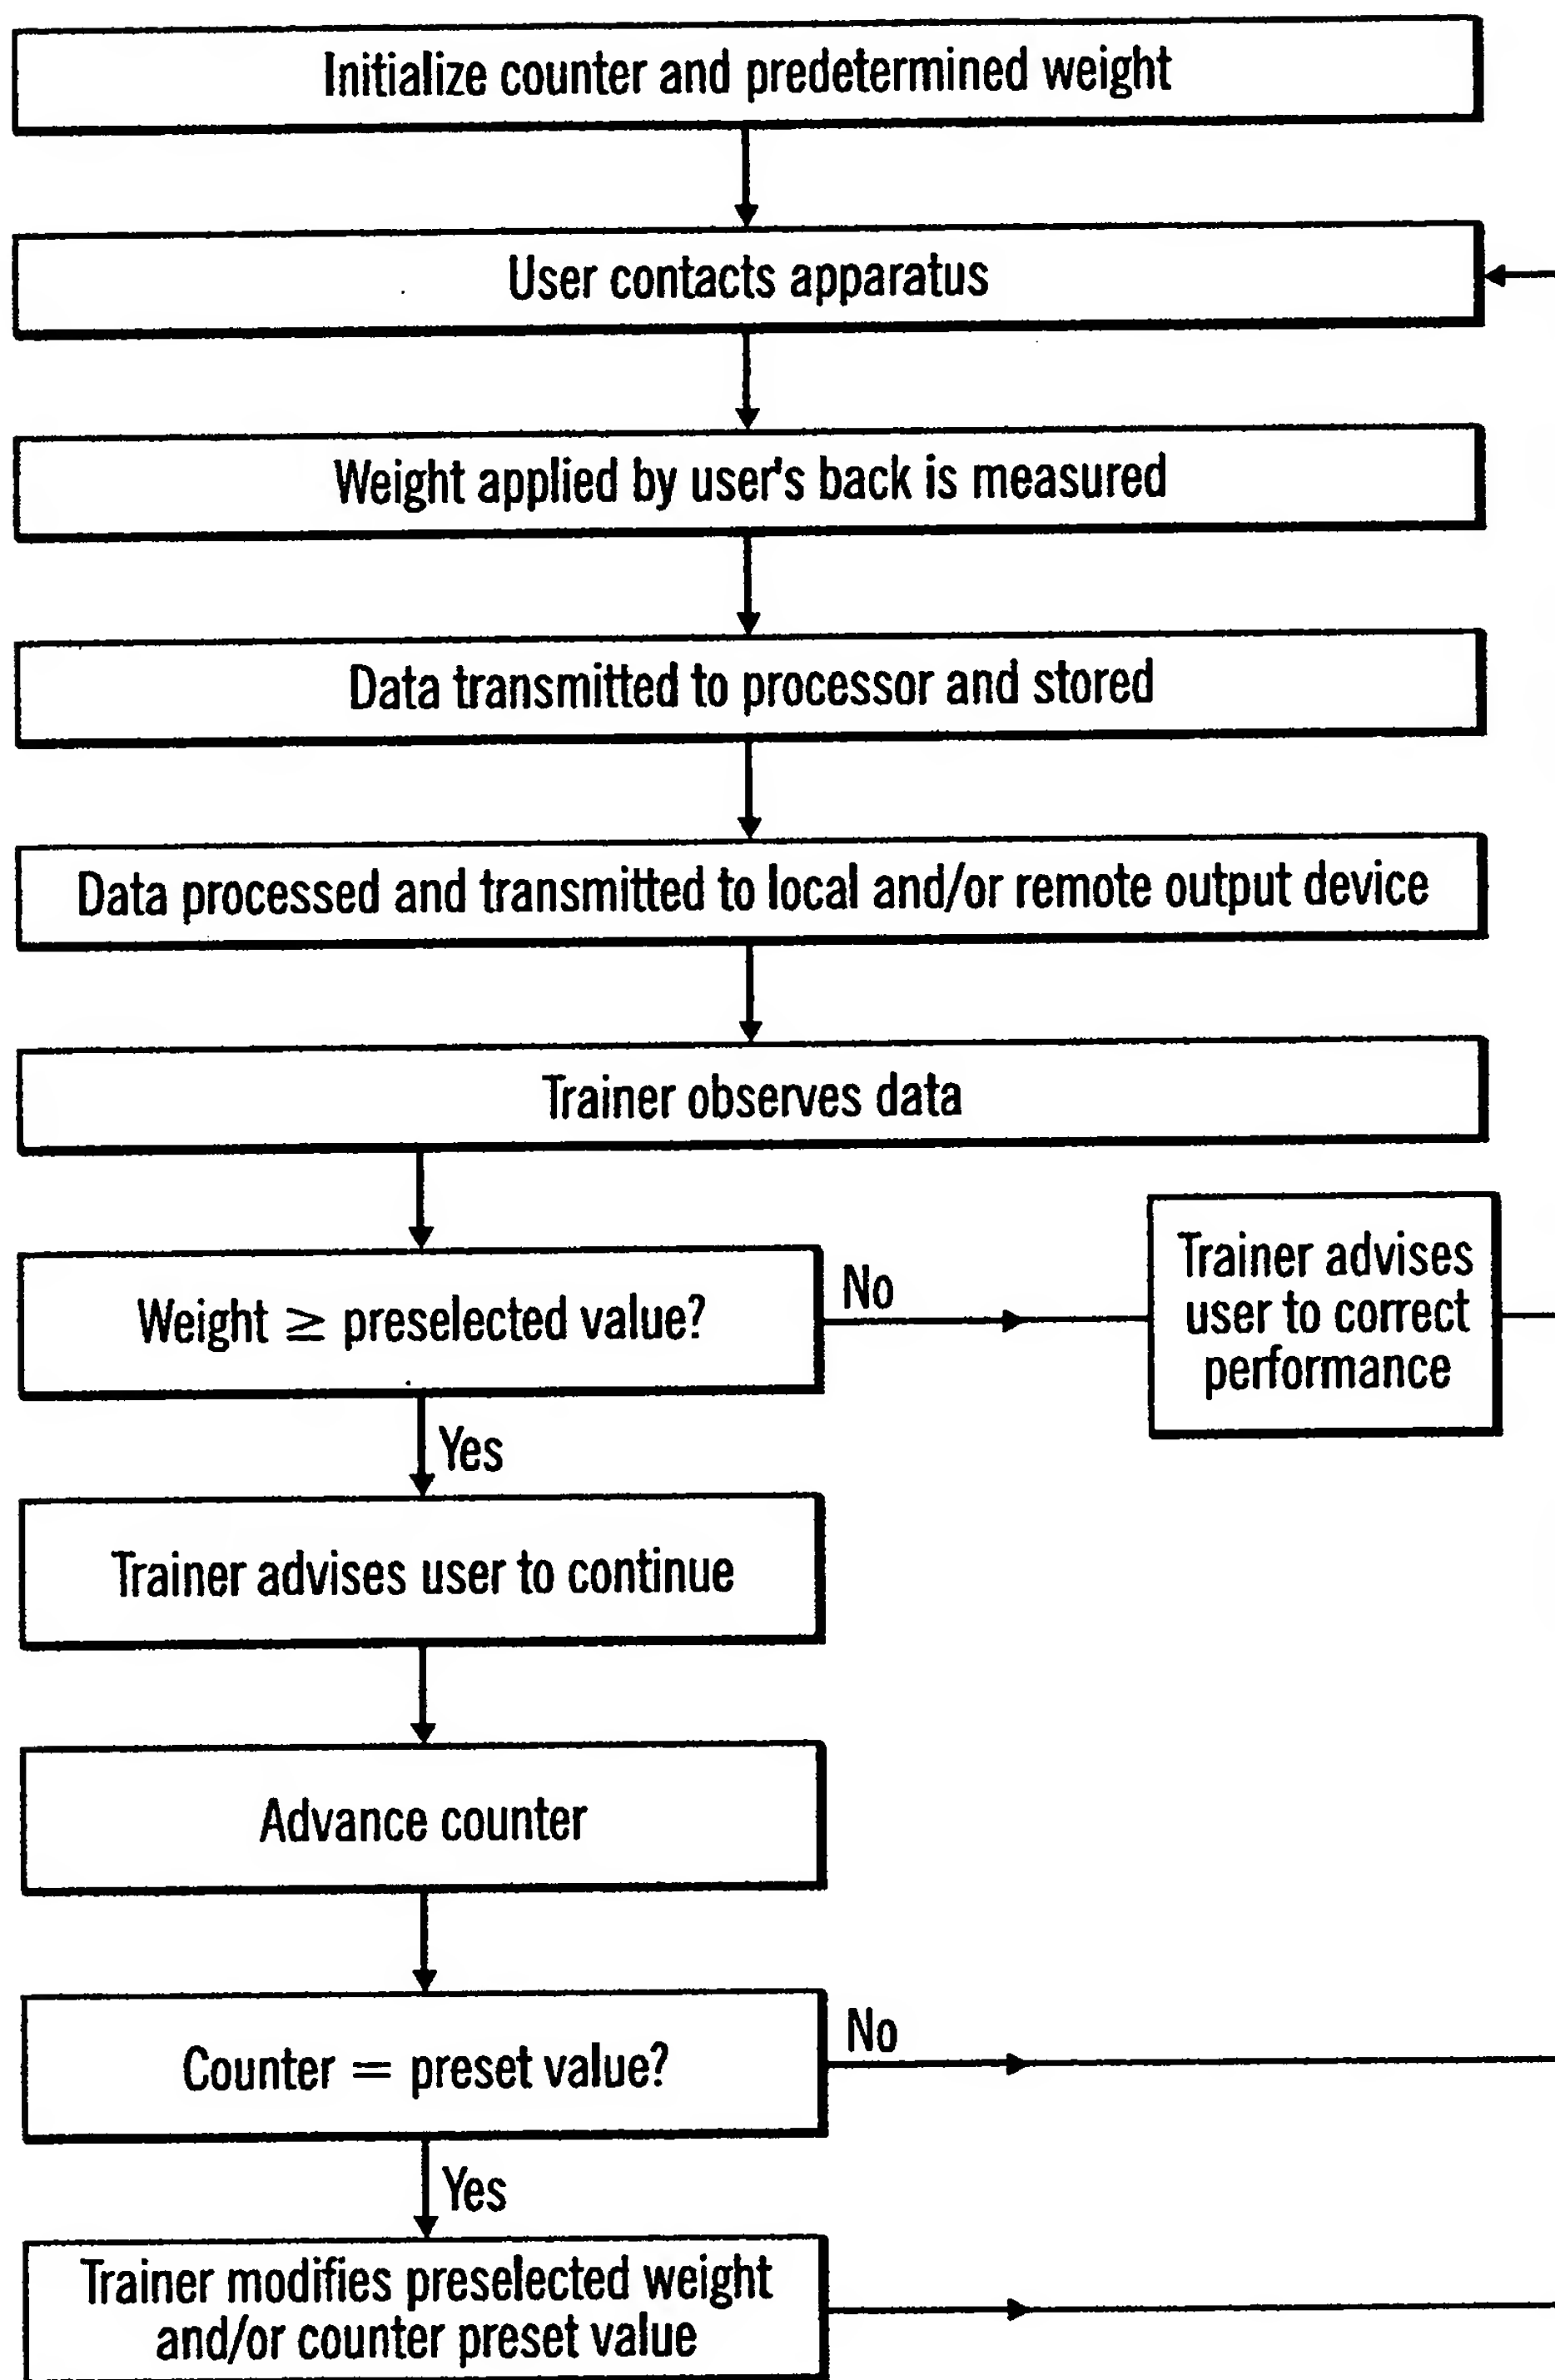 Initialize counter and predetermined weight
User contacts apparatus
Weight applied by user's back is measured
Data transmitted to processor and stored
Data processed and transmitted to local and/or remote output device
Trainer observes data
Weight ≥ preselected value?
No
Trainer advises
user to correct
performance
Yes
Trainer advises user to continue
Advance counter
Counter = preset value?
No
Yes
Trainer modifies preselected weight
and/or counter preset value